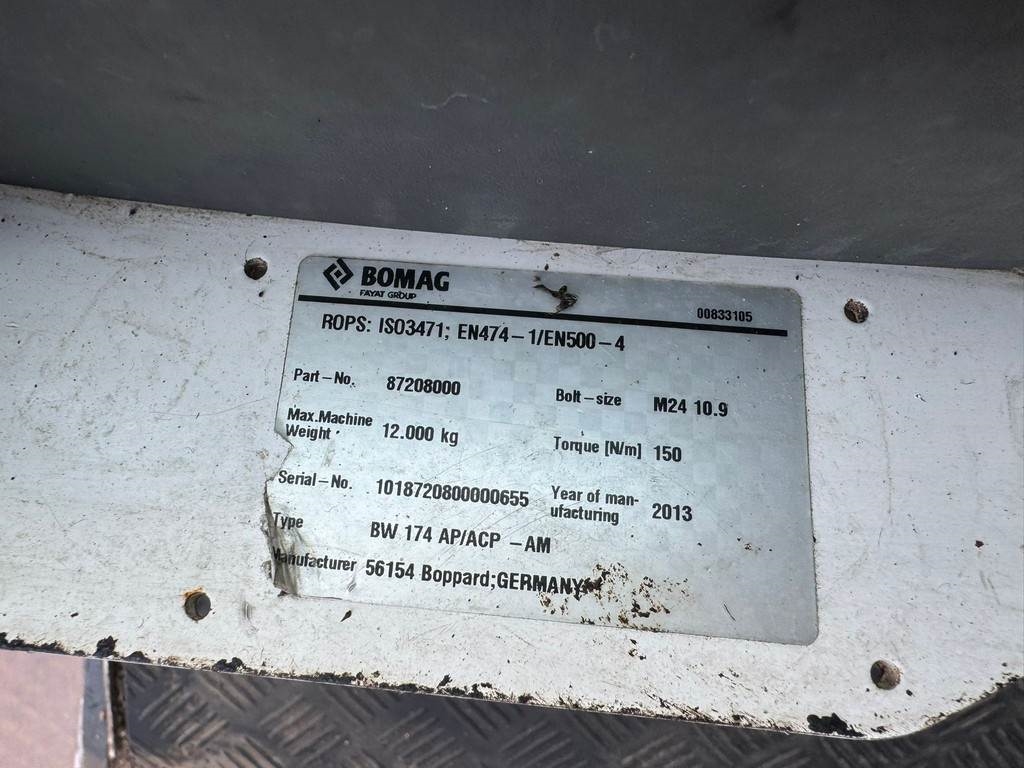 BOMAG
FAYAT GROUP
00833105
ROPS: ISO3471; EN474-1/EN500-4
Part-No. 87208000 Bolt-size M24 10.9
Max.Machine
Weight 12.000 kg Torque [N/m] 150
Serial-No. 1018720800000655 Year of man-
ufacturing 2013
Type BW 174 AP/ACP -AM
Manufacturer 56154 Boppard;GERMANY